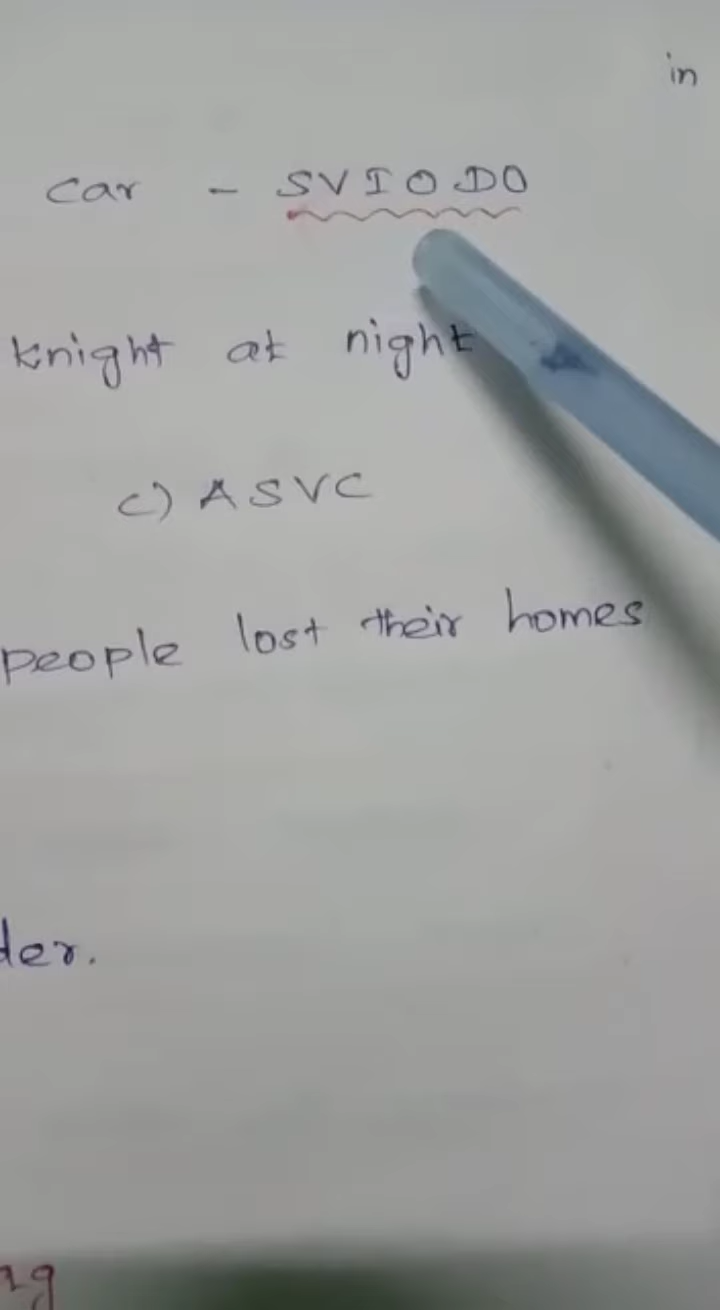 in
car - SVIODO
knight at night
c) ASVC
people lost their homes
der.